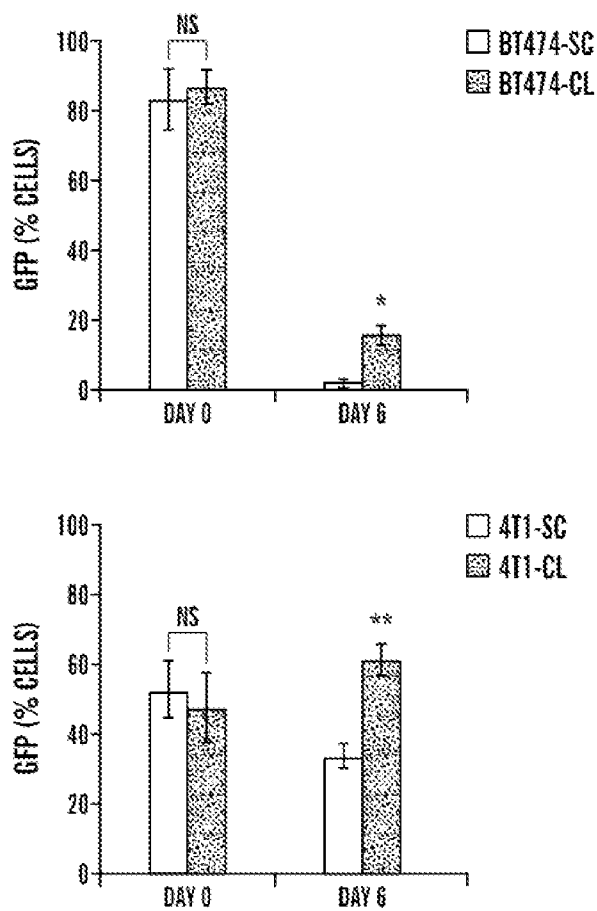 NS
BT474-SC
BT474-CL
100
80
60
40
20
0
GFP (% CELLS)
*
DAY 0
DAY 6
4T1-SC
4T1-CL
100
80
60
40
20
0
GFP (% CELLS)
NS
**
DAY 0
DAY 6